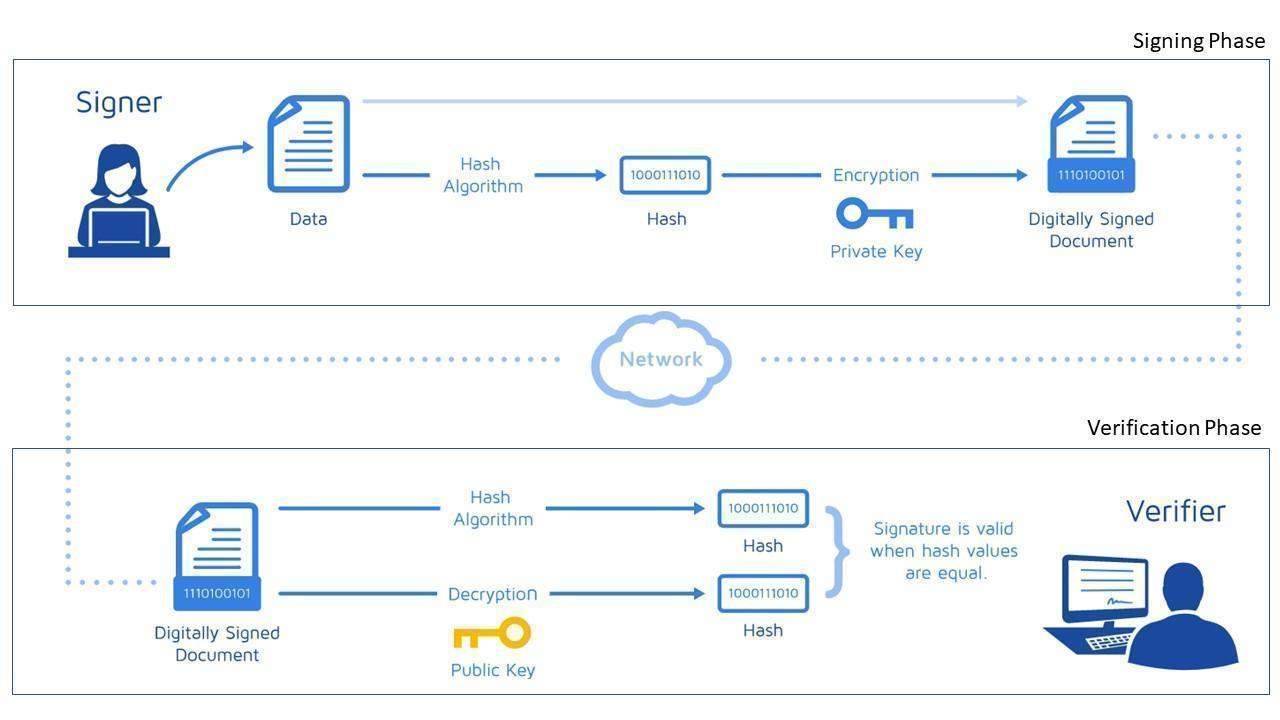 Signing Phase
Signer
Data
Hash
Algorithm
1000111010
Hash
Encryption
Private Key
1110100101
Digitally Signed
Document
Network
Verification Phase
1110100101
Digitally Signed
Document
Hash
Algorithm
1000111010
Hash
Decryption
Public Key
1000111010
Hash
Signature is valid
when hash values
are equal.
Verifier